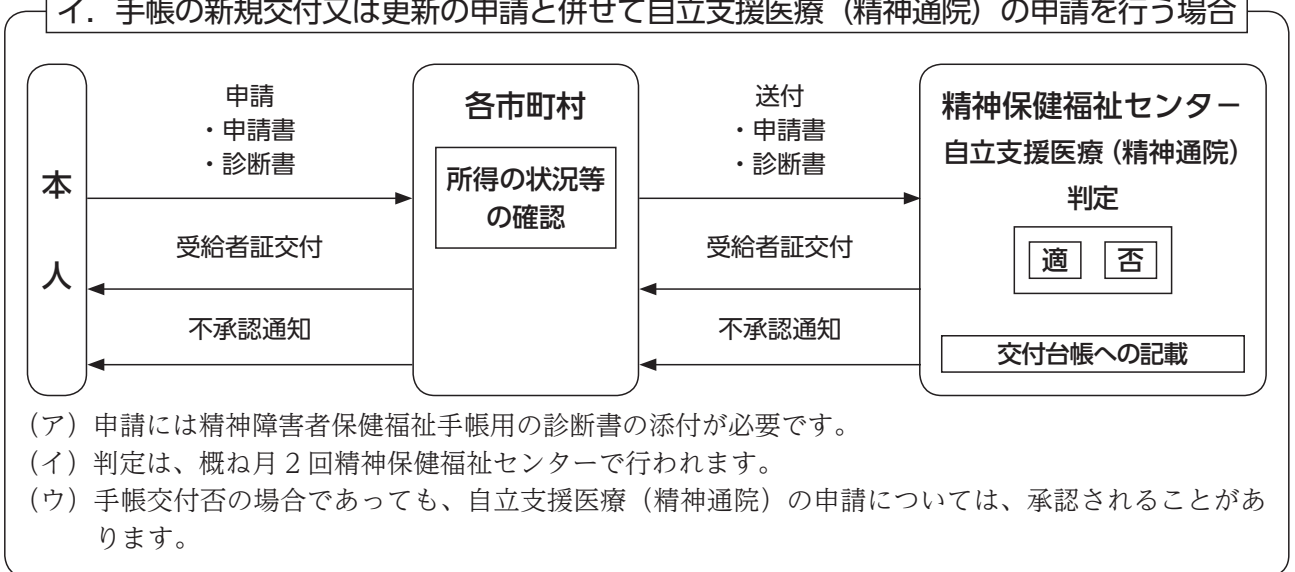 イ．手帳の新規交付又は更新の申請と併せて自立支援医療（精神通院）の申請を行う場合
本
人
申請
・申請書
・診断書
受給者証交付
不承認通知
各市町村
所得の状況等
の確認
送付
・申請書
・診断書
受給者証交付
不承認通知
精神保健福祉センター
自立支援医療（精神通院）
判定
適 否
交付台帳への記載
（ア）申請には精神障害者保健福祉手帳用の診断書の添付が必要です。
（イ）判定は、概ね月２回精神保健福祉センターで行われます。
（ウ）手帳交付否の場合であっても、自立支援医療（精神通院）の申請については、承認されることがあ
ります。